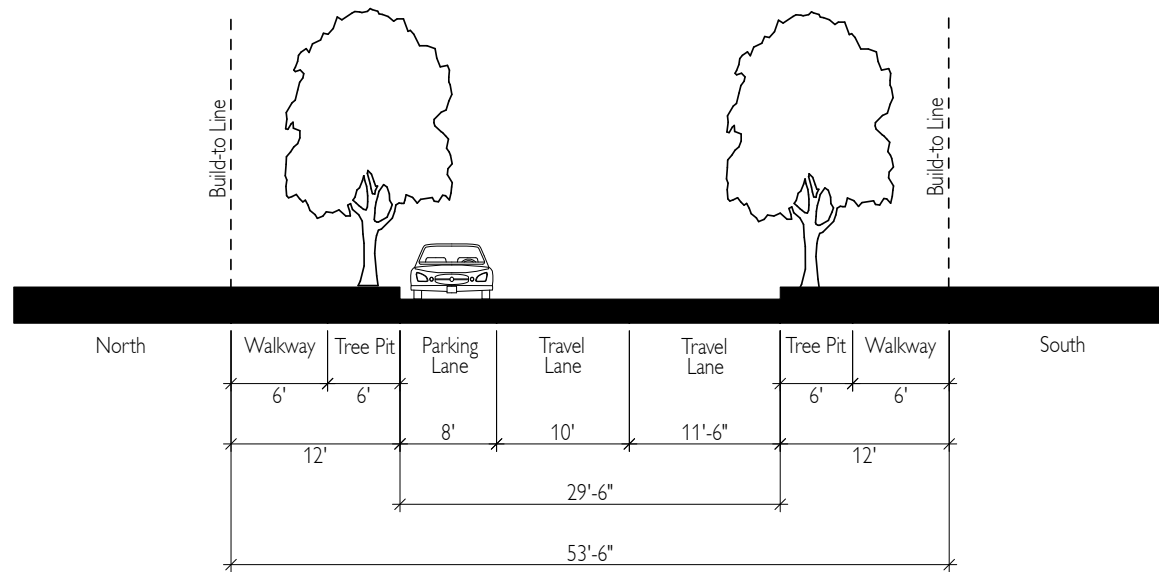 Build-to Line
Build-to Line
North
Walkway
Tree Pit
Parking
Lane
Travel
Lane
Travel
Lane
Tree Pit
Walkway
South
6'
6'
6'
6'
8'
10'
11'-6"
12'
12'
29'-6"
53'-6"